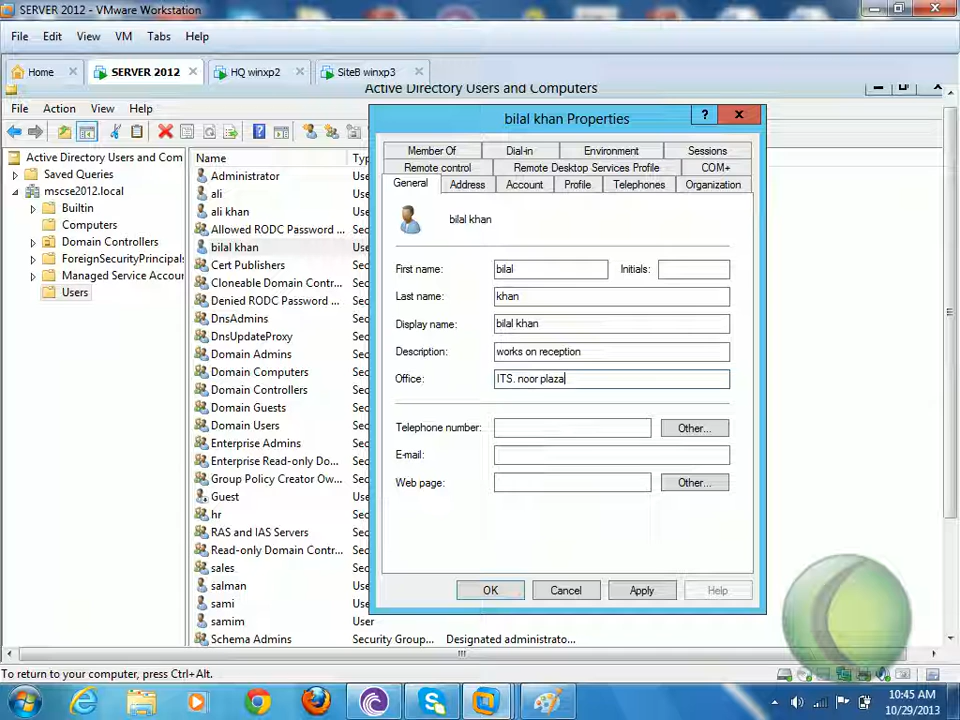 SERVER 2012 - VMware Workstation
File Edit View VM Tabs Help
Home SERVER 2012 HQ winxp2 SiteB winxp3
Active Directory Users and Computers
File Action View Help
Active Directory Users and Com
Saved Queries
mscse2012.local
Builtin
Computers
Domain Controllers
ForeignSecurityPrincipals
Managed Service Accour
Users
Name
Administrator
ali
ali khan
Allowed RODC Password ...
bilal khan
Cert Publishers
Cloneable Domain Contr...
Denied RODC Password ...
DnsAdmins
DnsUpdateProxy
Domain Admins
Domain Computers
Domain Controllers
Domain Guests
Domain Users
Enterprise Admins
Enterprise Read-only Do...
Group Policy Creator Ow...
Guest
hr
RAS and IAS Servers
Read-only Domain Contr...
sales
salman
sami
samim User
Schema Admins Security Group... Designated administrato...
bilal khan Properties
Member Of Dial-in Environment Sessions
Remote control Remote Desktop Services Profile COM+
General Address Account Profile Telephones Organization
bilal khan
First name: bilal Initials:
Last name: khan
Display name: bilal khan
Description: works on reception
Office: ITS. noor plaza
Telephone number: Other...
E-mail:
Web page: Other...
OK Cancel Apply Help
To return to your computer, press Ctrl+Alt.
10:45 AM
10/29/2013